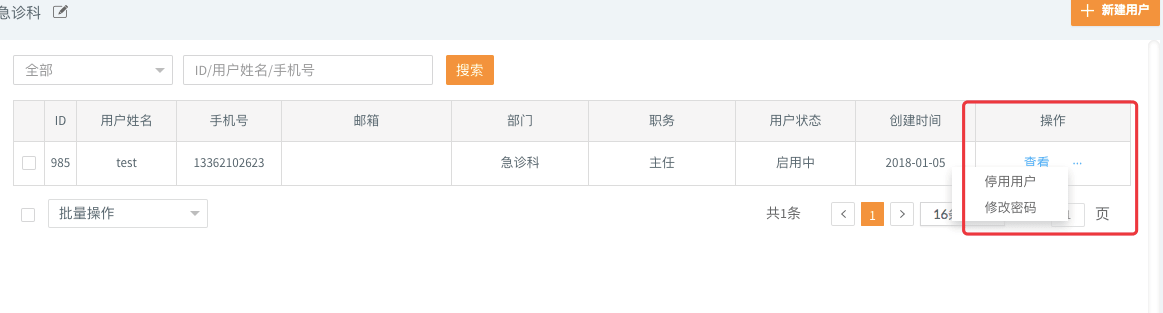 急诊科
新建用户
全部 ID/用户姓名/手机号 搜索
ID 用户姓名 手机号 邮箱 部门 职务 用户状态 创建时间 操作
985 test 13362102623 急诊科 主任 启用中 2018-01-05 查看 ...
停用用户
修改密码
批量操作 共1条 < 1 > 16 1 页